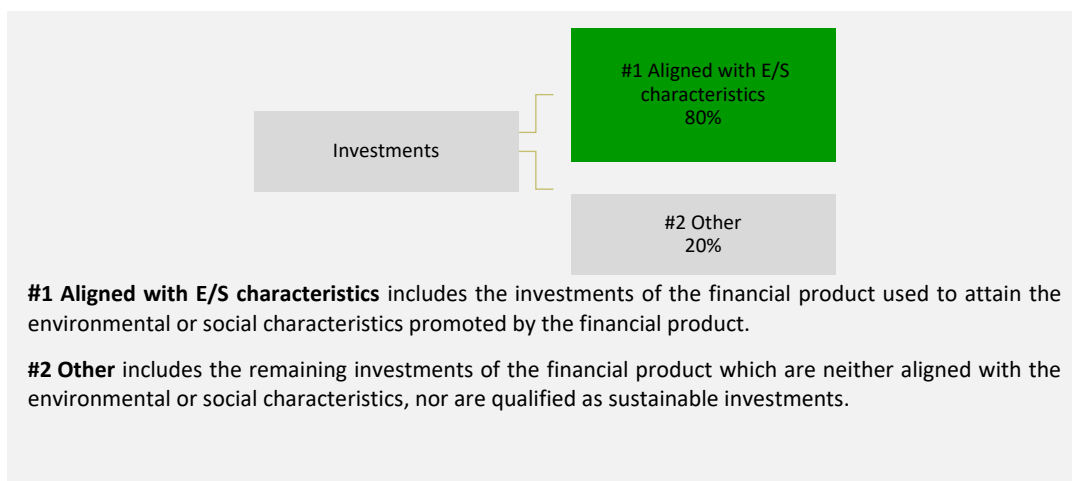 #1 Aligned with E/S
characteristics
80%
Investments
#2 Other
20%
#1 Aligned with E/S characteristics includes the investments of the financial product used to attain the
environmental or social characteristics promoted by the financial product.
#2 Other includes the remaining investments of the financial product which are neither aligned with the
environmental or social characteristics, nor are qualified as sustainable investments.